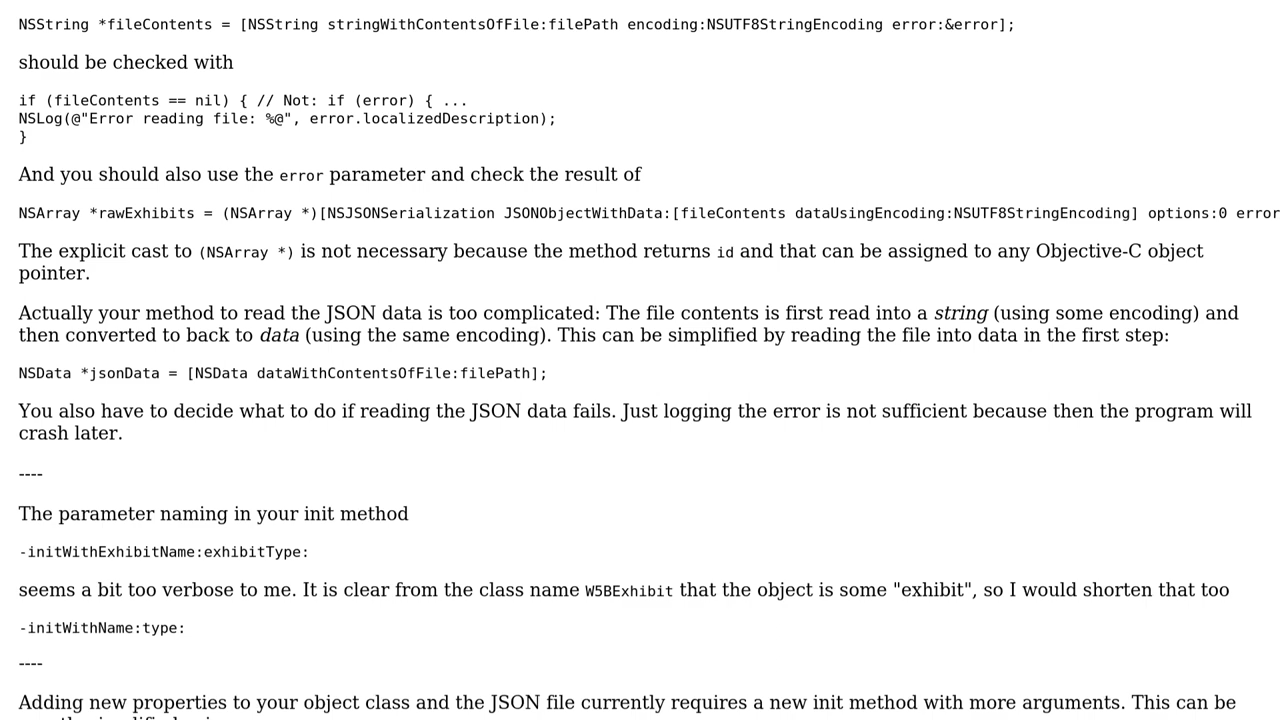 NSString *fileContents = [NSString stringWithContentsOfFile:filePath encoding:NSUTF8StringEncoding error:&error];
should be checked with
if (fileContents == nil) { // Not: if (error) { ...
NSLog(@"Error reading file: %@", error.localizedDescription);
}
And you should also use the error parameter and check the result of
NSArray *rawExhibits = (NSArray *)[NSJSONSerialization JSONObjectWithData:[fileContents dataUsingEncoding:NSUTF8StringEncoding] options:0 error
The explicit cast to (NSArray *) is not necessary because the method returns id and that can be assigned to any Objective-C object
pointer.
Actually your method to read the JSON data is too complicated: The file contents is first read into a string (using some encoding) and
then converted to back to data (using the same encoding). This can be simplified by reading the file into data in the first step:
NSData *jsonData = [NSData dataWithContentsOfFile:filePath];
You also have to decide what to do if reading the JSON data fails. Just logging the error is not sufficient because then the program will
crash later.
----
The parameter naming in your init method
-initWithExhibitName:exhibitType:
seems a bit too verbose to me. It is clear from the class name W5BExhibit that the object is some "exhibit", so I would shorten that too
-initWithName:type:
----
Adding new properties to your object class and the JSON file currently requires a new init method with more arguments. This can be